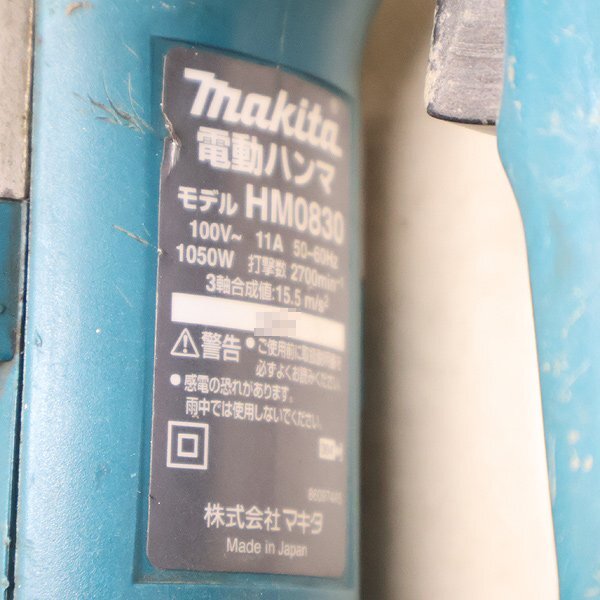 makita
電動ハンマ
モデル HM0830
100V~ 11A 50-60Hz
1050W 打撃数 2700min⁻¹
3軸合成値:15.5 m/s²
⚠警告 ●ご使用前に取扱説明書を
必ずよくお読みください。
●感電の恐れがあります。
雨中では使用しないでください。
株式会社マキタ
Made in Japan